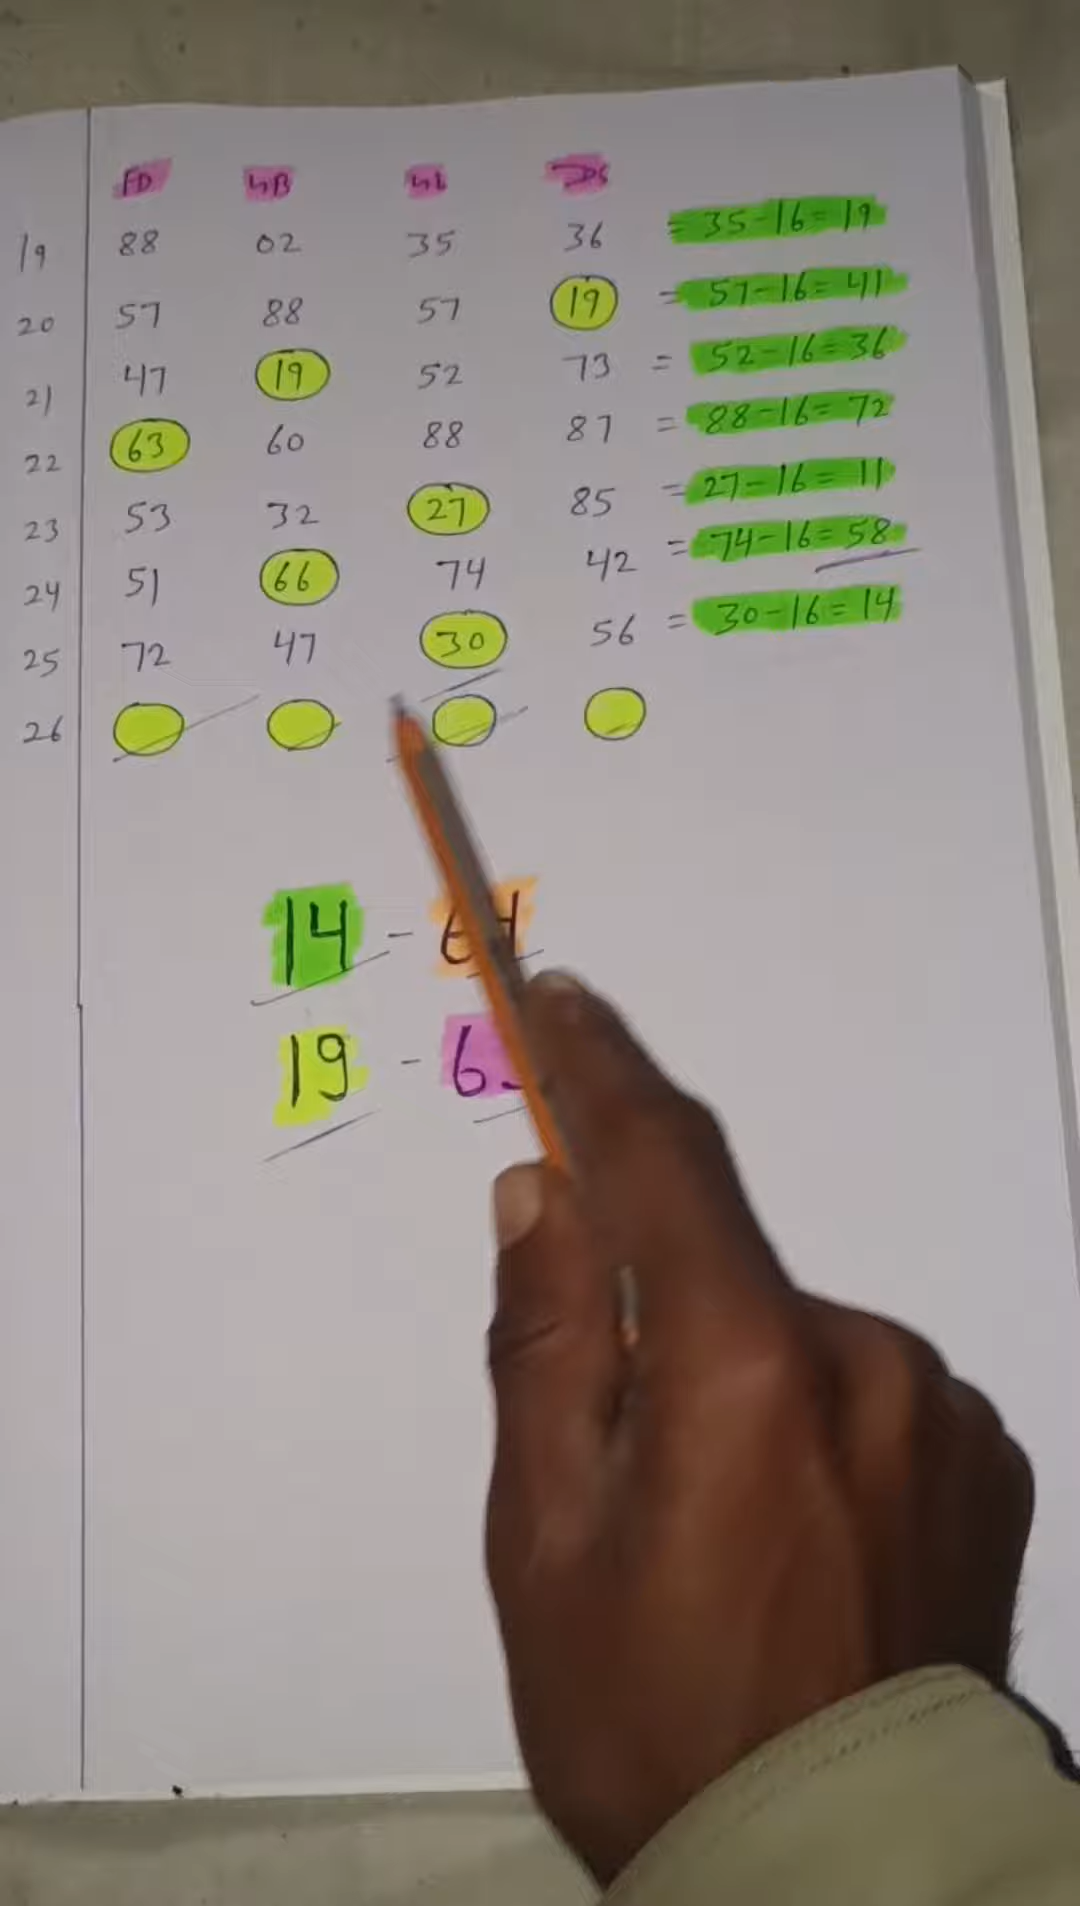 FD GB GL DS
19 88 02 35 36 = 35-16=19
20 57 88 57 19 = 57-16=41
21 47 19 52 73 = 52-16=36
22 63 60 88 87 = 88-16=72
23 53 32 27 85 = 27-16=11
24 51 66 74 42 = 74-16=58
25 72 47 30 56 = 30-16=14
26
14 -
19 -